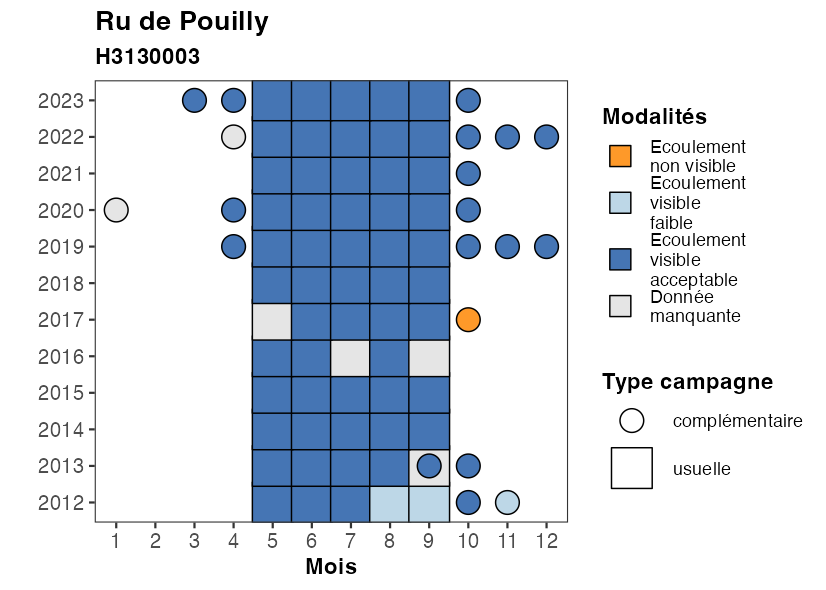 Ru de Pouilly
H3130003
2023
2022
2021
2020
2019
2018
2017
2016
2015
2014
2013
2012
1 2 3 4 5 6 7 8 9 10 11 12
Mois
Modalités
Ecoulement
non visible
Ecoulement
visible
faible
Ecoulement
visible
acceptable
Donnée
manquante
Type campagne
complémentaire
usuelle